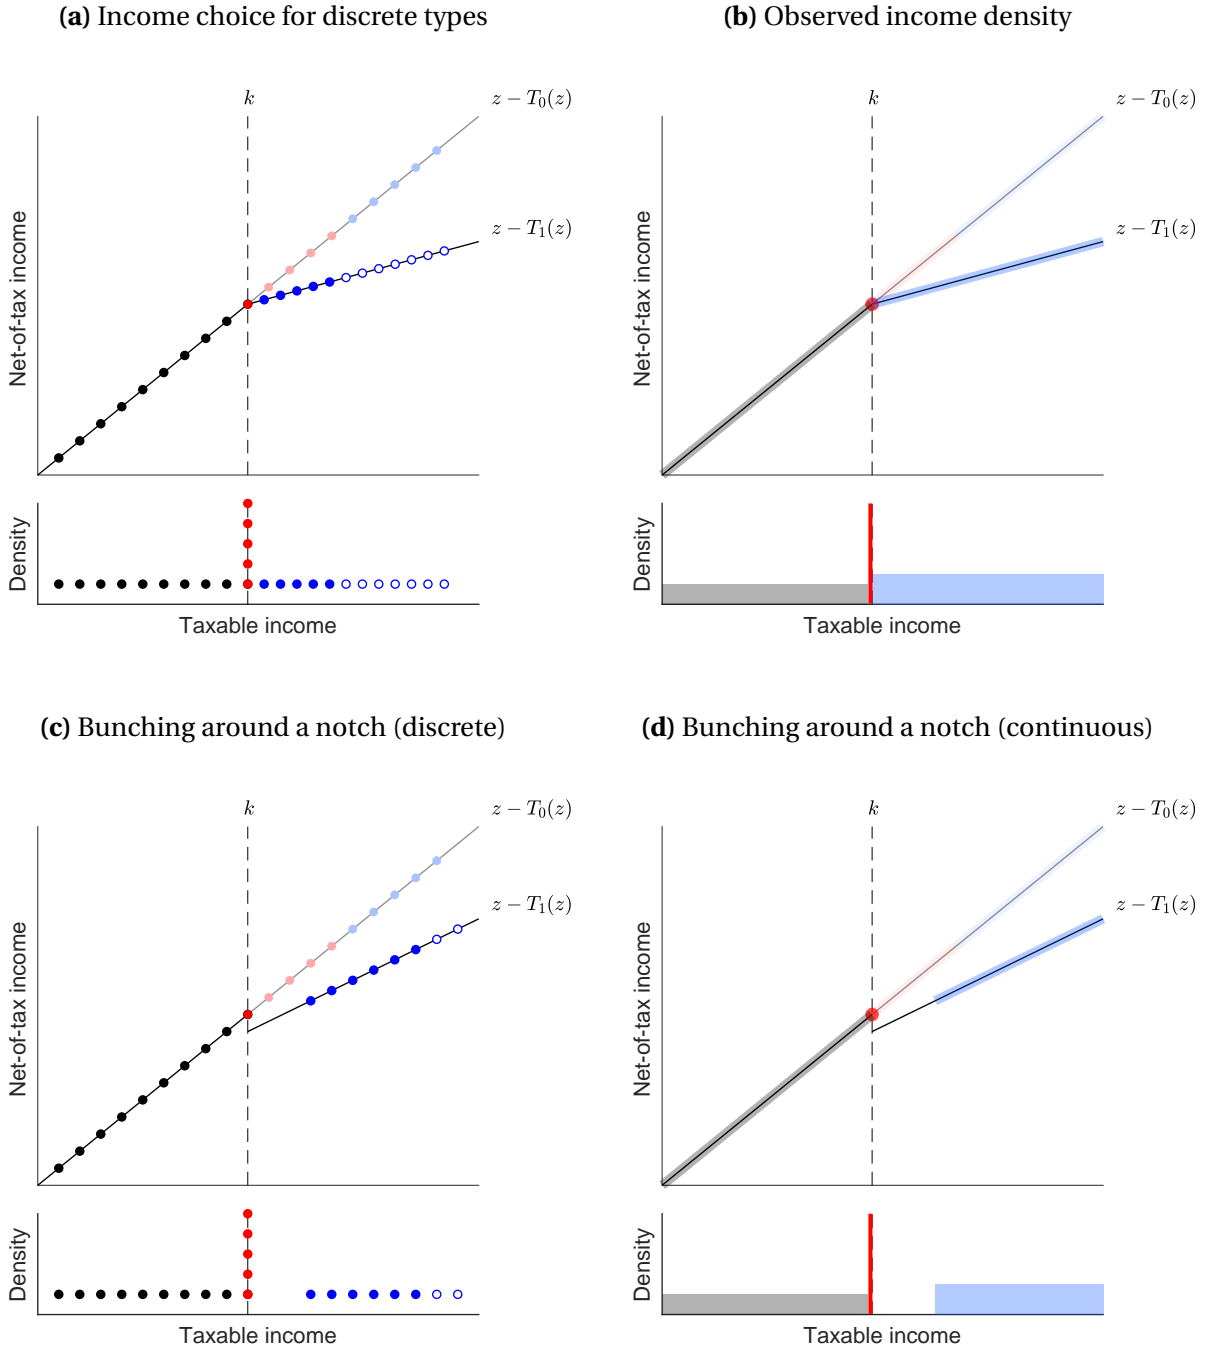 (a) Income choice for discrete types
k
z − T₀(z)
z − T₁(z)
Net-of-tax income
Density
Taxable income
(b) Observed income density
k
z − T₀(z)
z − T₁(z)
Net-of-tax income
Density
Taxable income
(c) Bunching around a notch (discrete)
k
z − T₀(z)
z − T₁(z)
Net-of-tax income
Density
Taxable income
(d) Bunching around a notch (continuous)
k
z − T₀(z)
z − T₁(z)
Net-of-tax income
Density
Taxable income